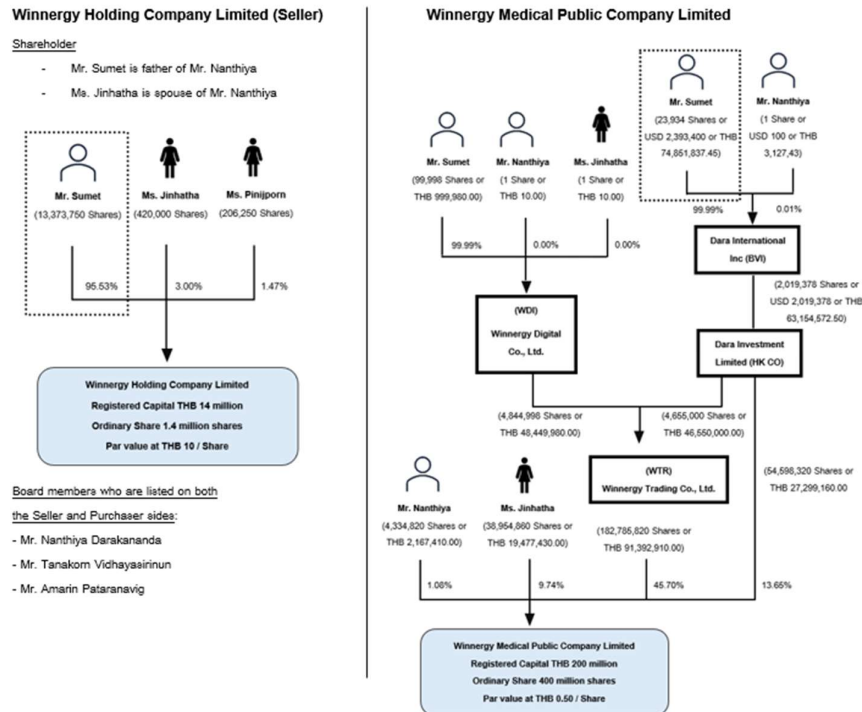 Winnergy Holding Company Limited (Seller)
Shareholder
- Mr. Sumet is father of Mr. Nanthiya
- Ms. Jinhatha is spouse of Mr. Nanthiya
Mr. Sumet
(13,373,750 Shares)
Ms. Jinhatha
(420,000 Shares)
Ms. Pinijporn
(206,250 Shares)
95.53%
3.00%
1.47%
Winnergy Holding Company Limited
Registered Capital THB 14 million
Ordinary Share 1.4 million shares
Par value at THB 10 / Share
Board members who are listed on both
the Seller and Purchaser sides:
- Mr. Nanthiya Darakananda
- Mr. Tanakorn Vidhayasirinun
- Mr. Amarin Pataranavig
Winnergy Medical Public Company Limited
Mr. Sumet
(23,934 Shares or
USD 2,393,400 or THB
74,851,837.45)
Mr. Nanthiya
(1 Share or
USD 100 or THB
3,127,43)
Mr. Sumet
(99,998 Shares or
THB 999,980.00)
Mr. Nanthiya
(1 Share or
THB 10.00)
Ms. Jinhatha
(1 Share or
THB 10.00)
99.99%
0.01%
99.99%
0.00%
0.00%
Dara International
Inc (BVI)
(2,019,378 Shares or
USD 2,019,378 or THB
63,154,572.50)
(WDI)
Winnergy Digital
Co., Ltd.
Dara Investment
Limited (HK CO)
(4,844,998 Shares or
THB 48,449,980.00)
(4,655,000 Shares or
THB 46,550,000.00)
(WTR)
Winnergy Trading Co., Ltd.
(54,598,320 Shares or
THB 27,299,160.00
Mr. Nanthiya
(4,334,820 Shares or
THB 2,167,410.00)
Ms. Jinhatha
(38,954,860 Shares or
THB 19,477,430.00)
(182,785,820 Shares or
THB 91,392,910.00)
1.08%
9.74%
45.70%
13.65%
Winnergy Medical Public Company Limited
Registered Capital THB 200 million
Ordinary Share 400 million shares
Par value at THB 0.50 / Share